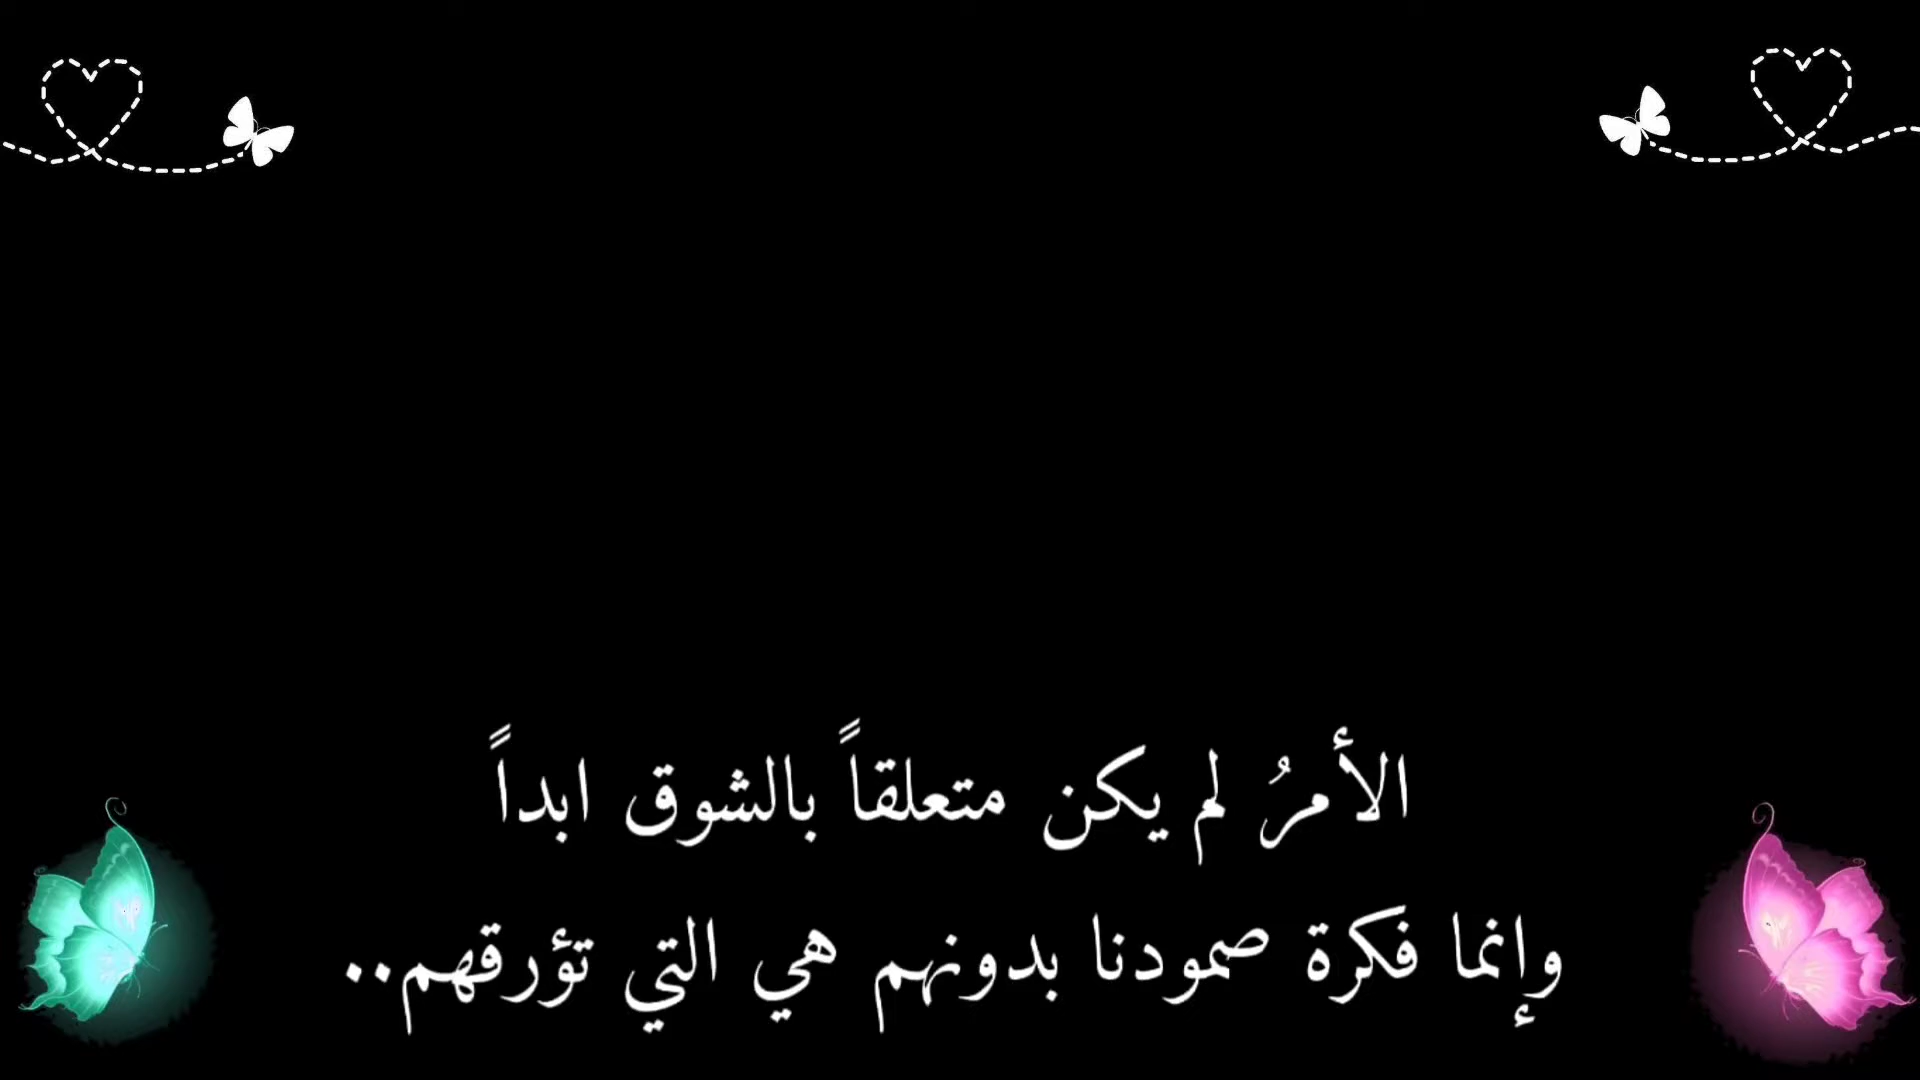 الأمرُ لم يكن متعلقاً بالشوق ابداً
وإنما فكرة صمودنا بدونهم هي التي تؤرقهم..